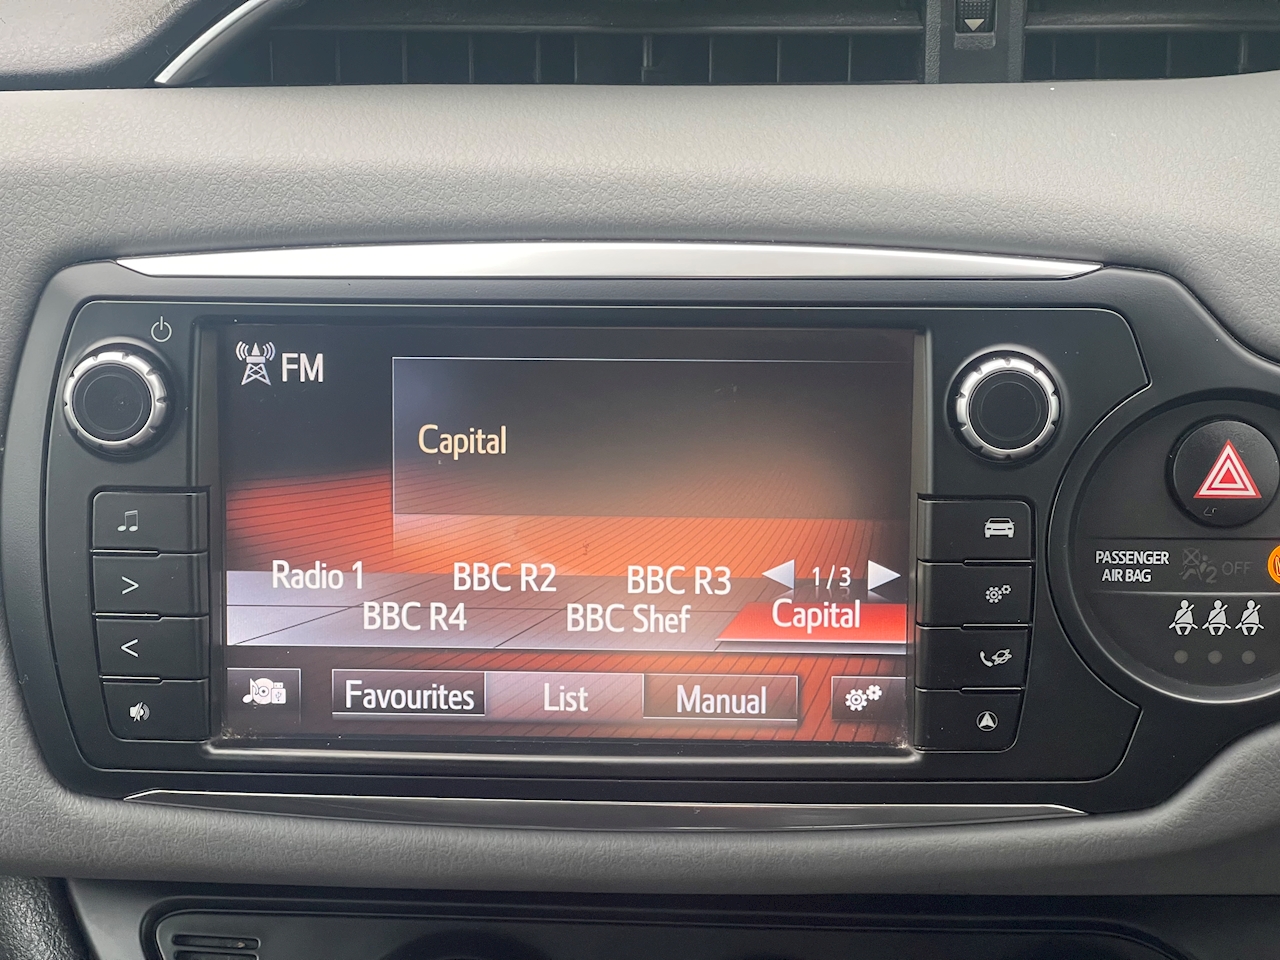 FM
Capital
Radio 1 BBC R2 BBC R3 1/3
BBC R4 BBC Shef Capital
Favourites List Manual
PASSENGER
AIR BAG
2 OFF